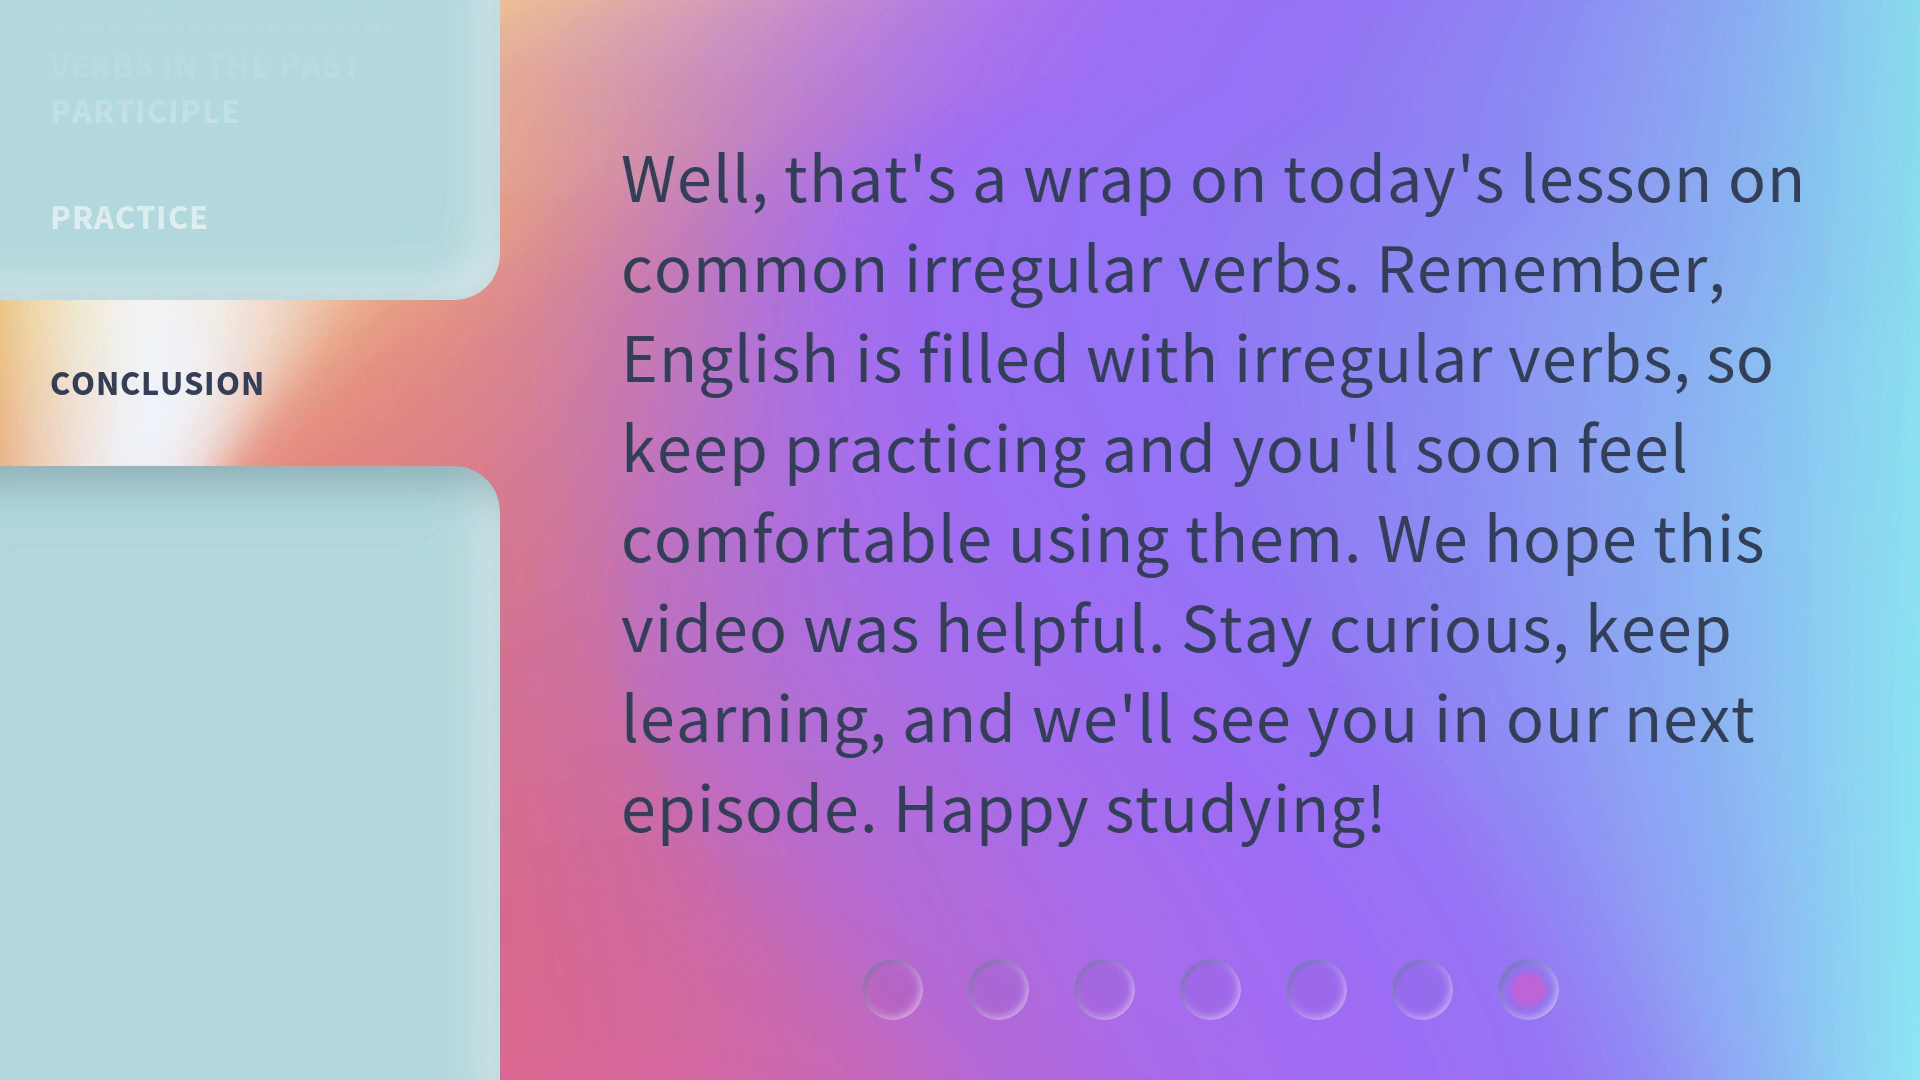 VERBS IN THE PAST
PARTICIPLE
PRACTICE
CONCLUSION
Well, that's a wrap on today's lesson on
common irregular verbs. Remember,
English is filled with irregular verbs, so
keep practicing and you'll soon feel
comfortable using them. We hope this
video was helpful. Stay curious, keep
learning, and we'll see you in our next
episode. Happy studying!